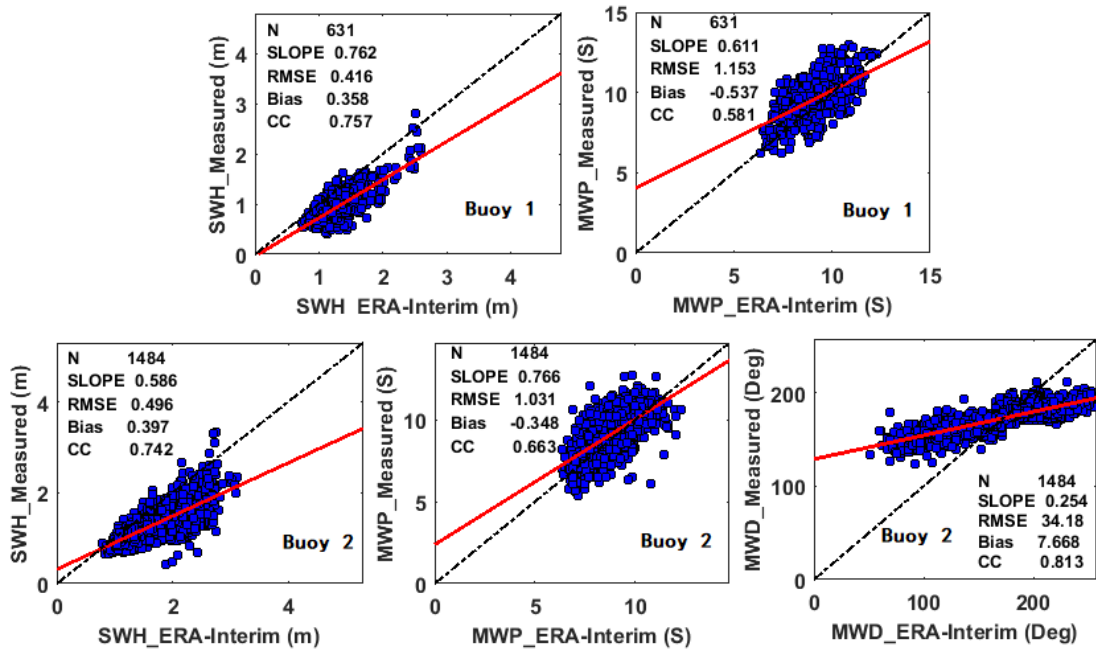 SWH_Measured (m)
4
3
2
1
0
N 631
SLOPE 0.762
RMSE 0.416
Bias 0.358
CC 0.757
Buoy 1
0 1 2 3 4
SWH_ERA-Interim (m)
MWP_Measured (S)
15
10
5
0
N 631
SLOPE 0.611
RMSE 1.153
Bias -0.537
CC 0.581
Buoy 1
0 5 10 15
MWP_ERA-Interim (S)
SWH_Measured (m)
4
2
0
N 1484
SLOPE 0.586
RMSE 0.496
Bias 0.397
CC 0.742
Buoy 2
0 2 4
SWH_ERA-Interim (m)
MWP_Measured (S)
10
5
0
N 1484
SLOPE 0.766
RMSE 1.031
Bias -0.348
CC 0.663
Buoy 2
0 5 10
MWP_ERA-Interim (S)
MWD_Measured (Deg)
200
100
0
N 1484
SLOPE 0.254
RMSE 34.18
Bias 7.668
CC 0.813
Buoy 2
0 100 200
MWD_ERA-Interim (Deg)